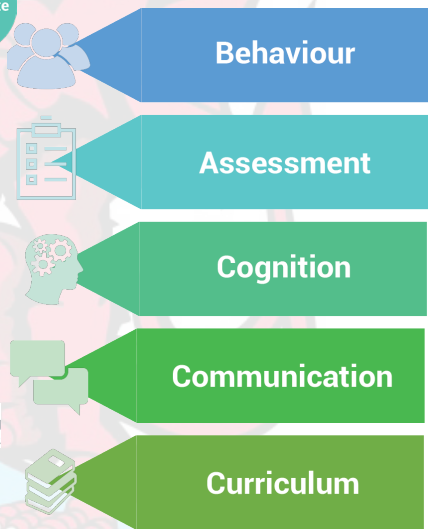 Behaviour
Assessment
Cognition
Communication
Curriculum